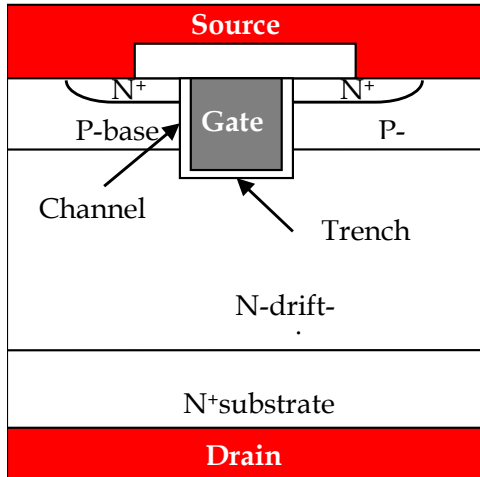 Source
N⁺ N⁺
Gate
P-base P-
Channel
Trench
N-drift-
.
N⁺substrate
Drain